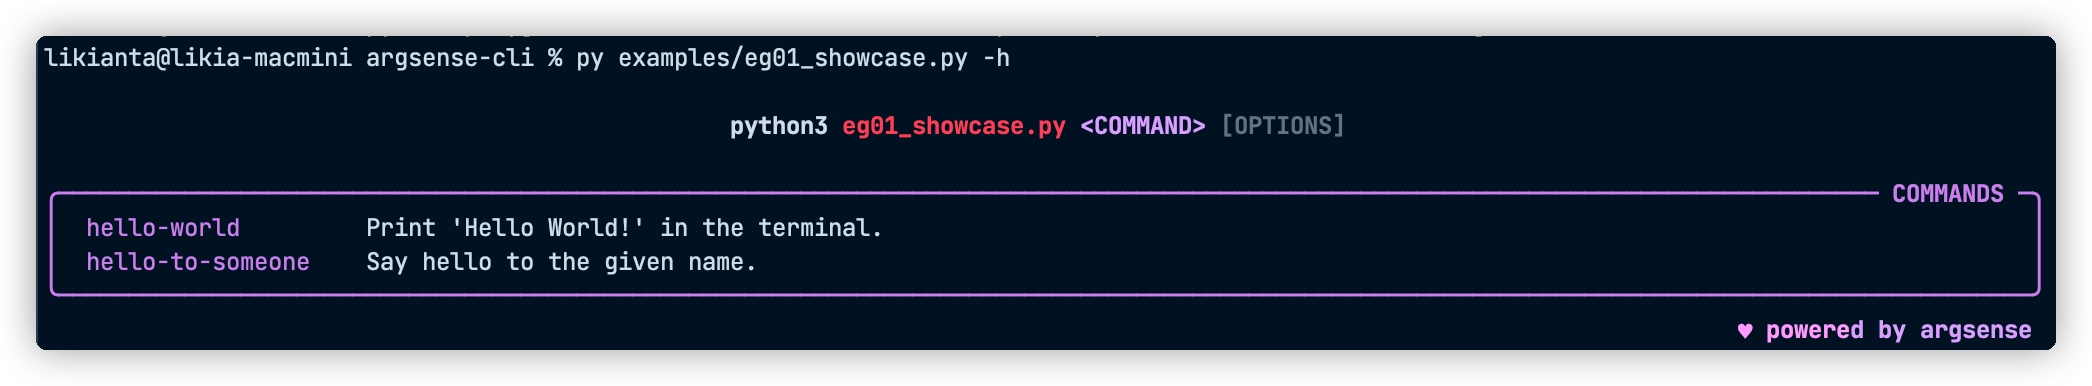 likianta@likia-macmini argsense-cli % py examples/eg01_showcase.py -h
python3 eg01_showcase.py <COMMAND> [OPTIONS]
COMMANDS
hello-world Print 'Hello World!' in the terminal.
hello-to-someone Say hello to the given name.
♥ powered by argsense